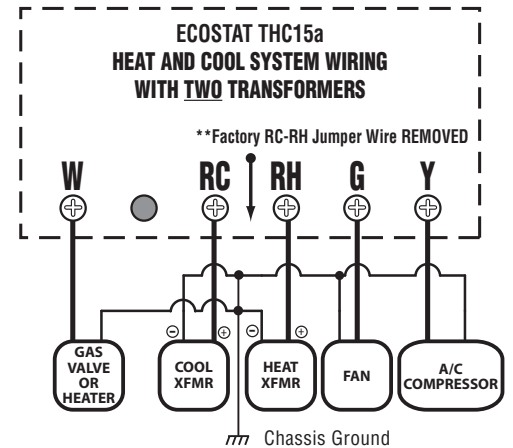 ECOSTAT THC15a
HEAT AND COOL SYSTEM WIRING
WITH TWO TRANSFORMERS
**Factory RC-RH Jumper Wire REMOVED
W RC RH G Y
GAS
VALVE
OR
HEATER
COOL
XFMR
HEAT
XFMR
FAN
A/C
COMPRESSOR
Chassis Ground